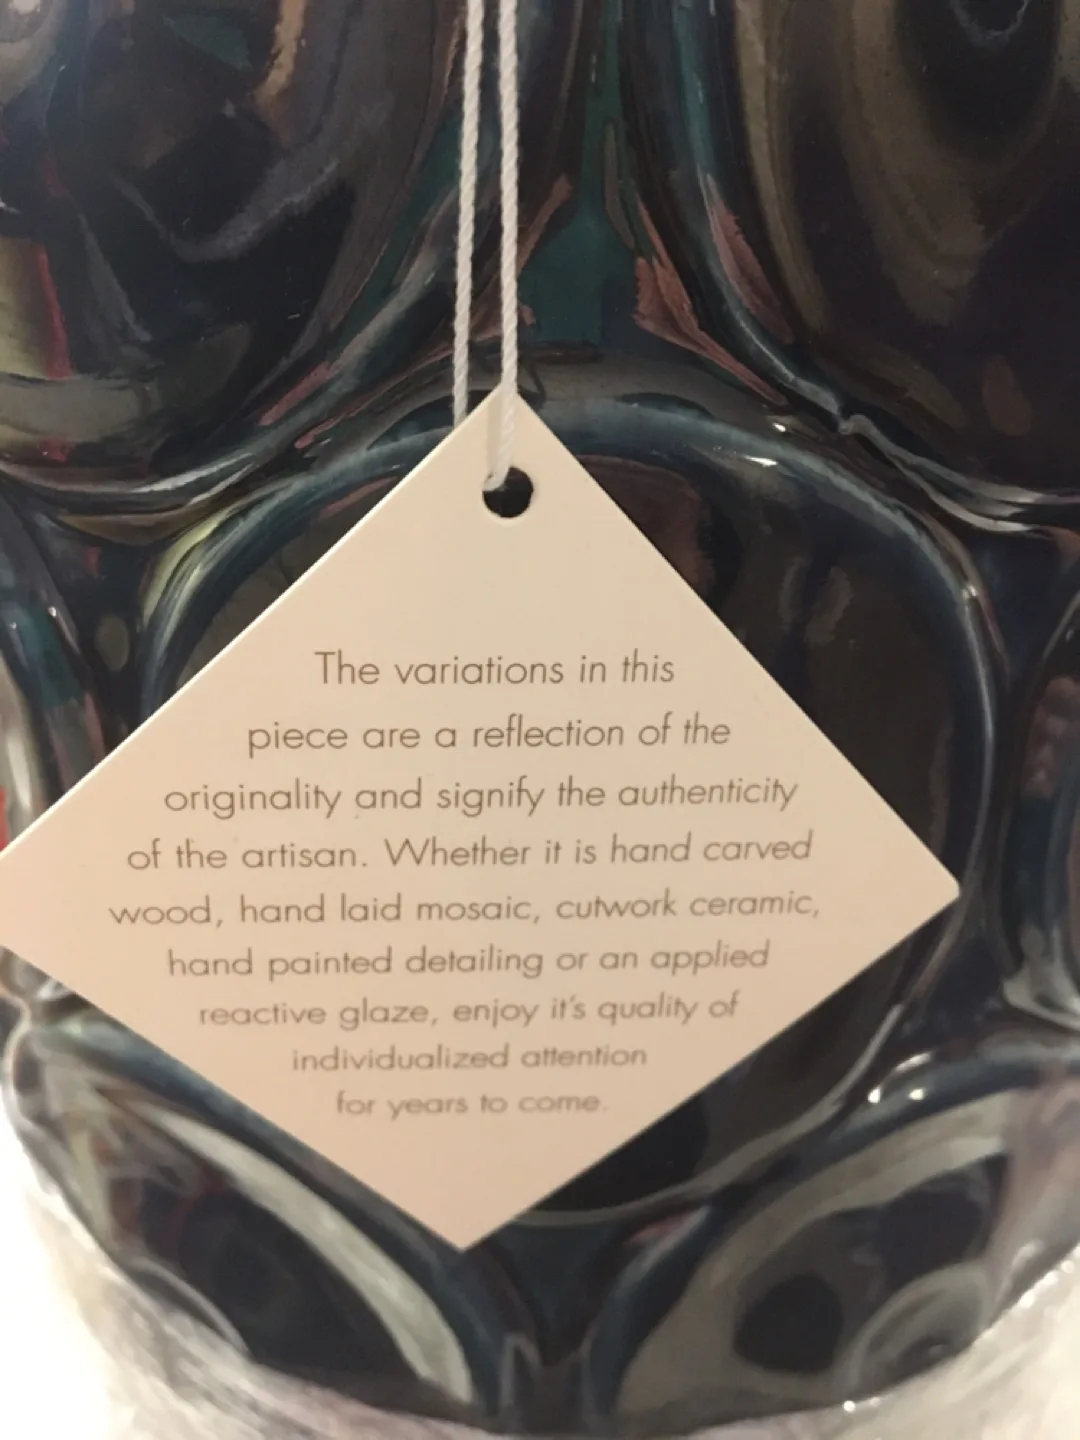 The variations in this
piece are a reflection of the
originality and signify the authenticity
of the artisan. Whether it is hand carved
wood, hand laid mosaic, cutwork ceramic,
hand painted detailing or an applied
reactive glaze, enjoy it's quality of
individualized attention
for years to come.